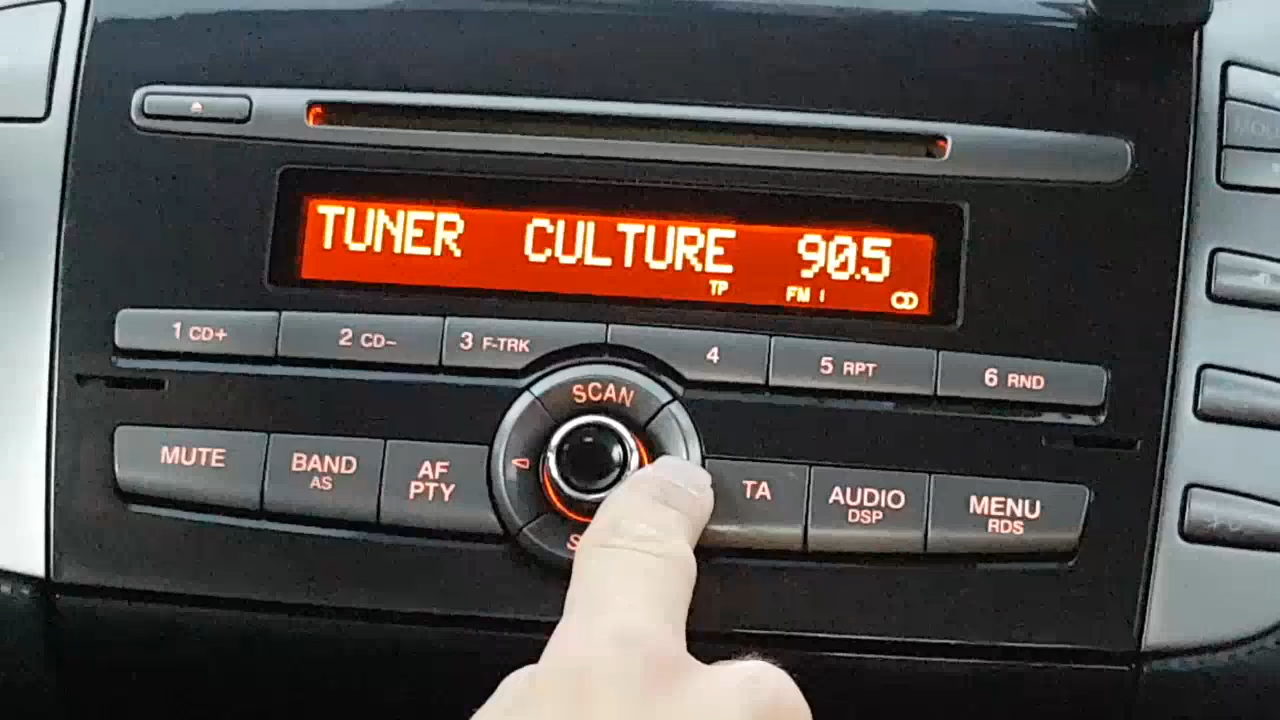 TUNER CULTURE 90.5
TP FM I CD
1 CD+ 2 CD- 3 F-TRK 4 5 RPT 6 RND
SCAN
MUTE BAND AS AF PTY TA AUDIO DSP MENU RDS